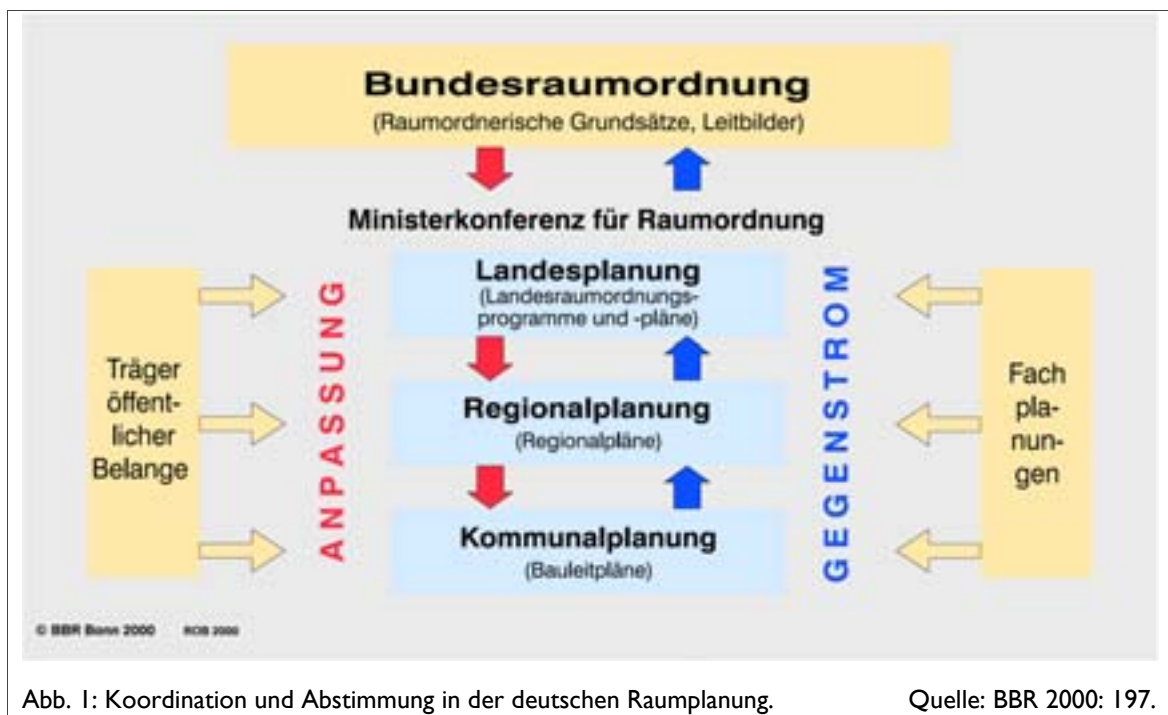 Bundesraumordnung
(Raumordnerische Grundsätze, Leitbilder)
Ministerkonferenz für Raumordnung
Landesplanung
(Landesraumordnungs-
programme und -pläne)
Träger
öffent-
licher
Belange
ANPASSUNG
Regionalplanung
(Regionalpläne)
GEGENSTROM
Fach
pla-
nun-
gen
Kommunalplanung
(Bauleitpläne)
© BBR Bonn 2000 ROB 2000
Abb. 1: Koordination und Abstimmung in der deutschen Raumplanung. Quelle: BBR 2000: 197.